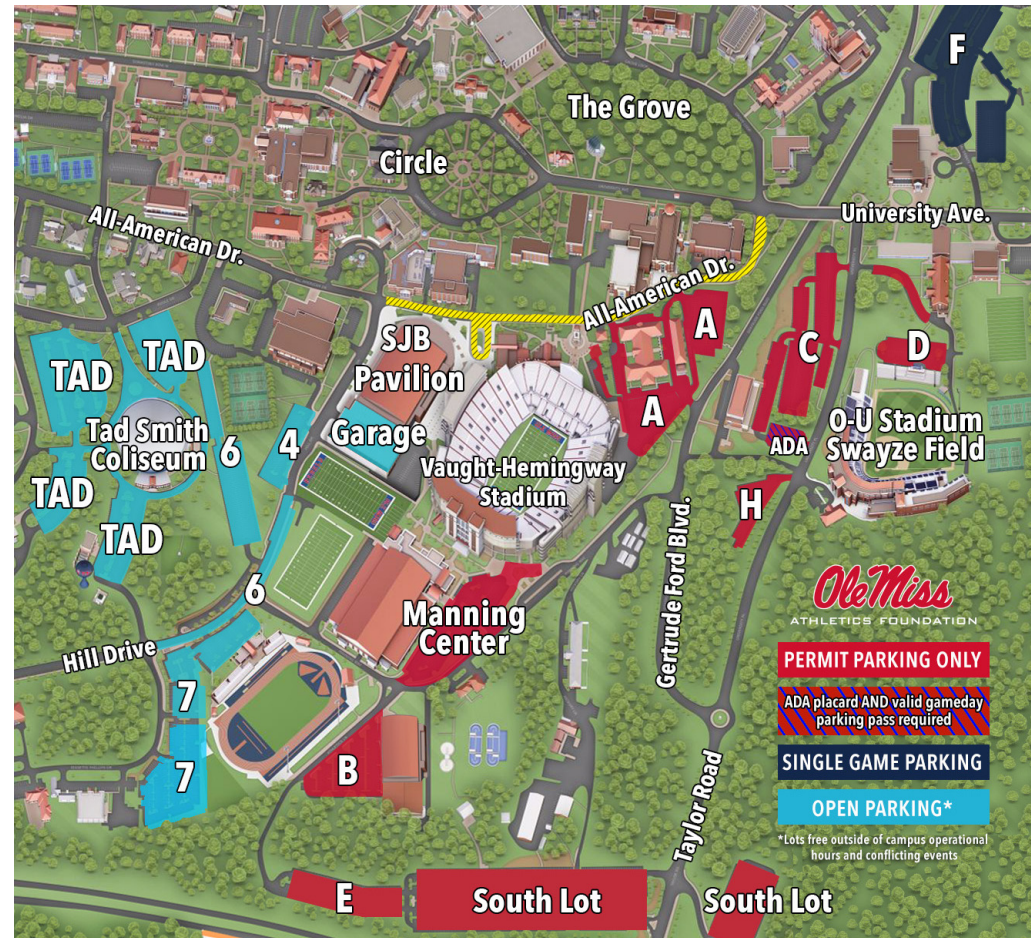 F
The Grove
Circle
University Ave.
All-American Dr.
All-American Dr.
SJB
Pavilion
A
C
D
TAD
TAD
Tad Smith
Coliseum
6
4
Garage
A
Vaught-Hemingway
Stadium
ADA
O-U Stadium
Swayze Field
TAD
TAD
H
6
Manning
Center
Gertrude Ford Blvd.
Hill Drive
7
7
B
Taylor Road
E
South Lot
South Lot
Ole Miss
ATHLETICS FOUNDATION
PERMIT PARKING ONLY
ADA placard AND valid gameday
parking pass required
SINGLE GAME PARKING
OPEN PARKING*
*Lots free outside of campus operational
hours and conflicting events